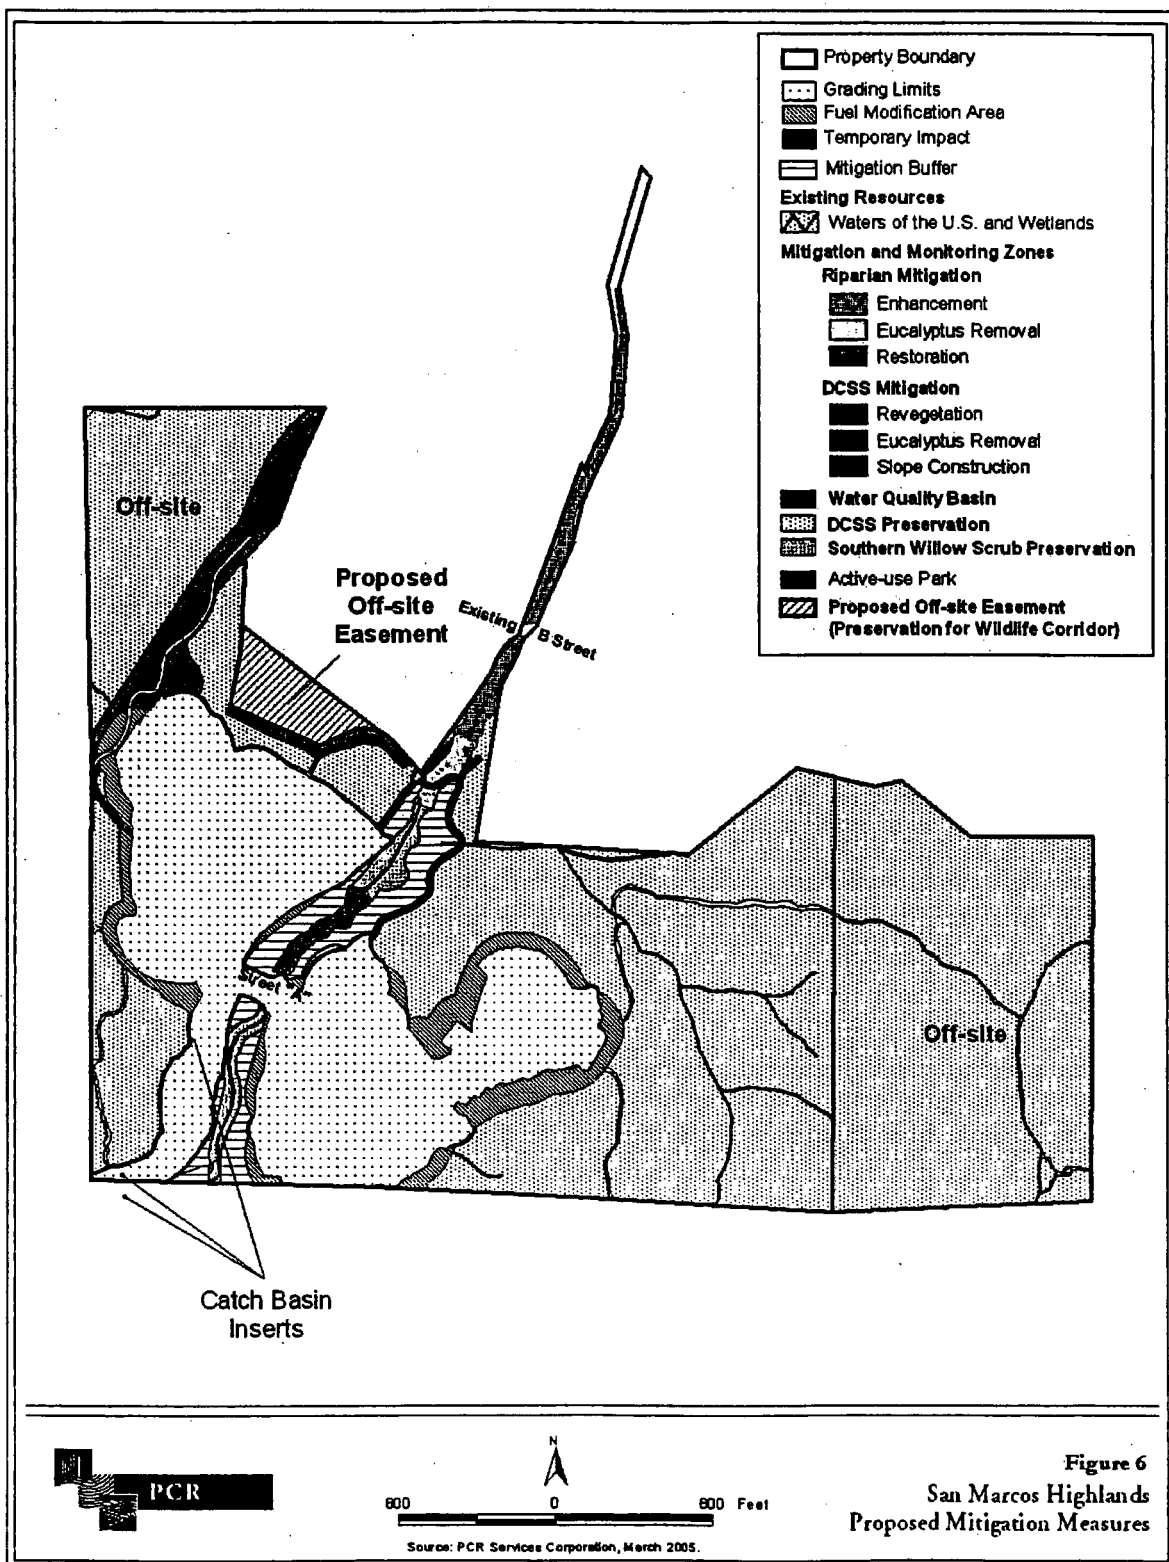 Property Boundary
Grading Limits
Fuel Modification Area
Temporary Impact
Mitigation Buffer
Existing Resources
Waters of the U.S. and Wetlands
Mitigation and Monitoring Zones
Riparian Mitigation
Enhancement
Eucalyptus Removal
Restoration
DCSS Mitigation
Revegetation
Eucalyptus Removal
Slope Construction
Water Quality Basin
DCSS Preservation
Southern Willow Scrub Preservation
Active-use Park
Proposed Off-site Easement
(Preservation for Wildlife Corridor)
Off-site
Proposed
Off-site
Easement
Existing B Street
Street "A"
Off-site
Catch Basin
Inserts
PCR
N
600 0 600 Feet
Source: PCR Services Corporation, March 2005.
Figure 6
San Marcos Highlands
Proposed Mitigation Measures